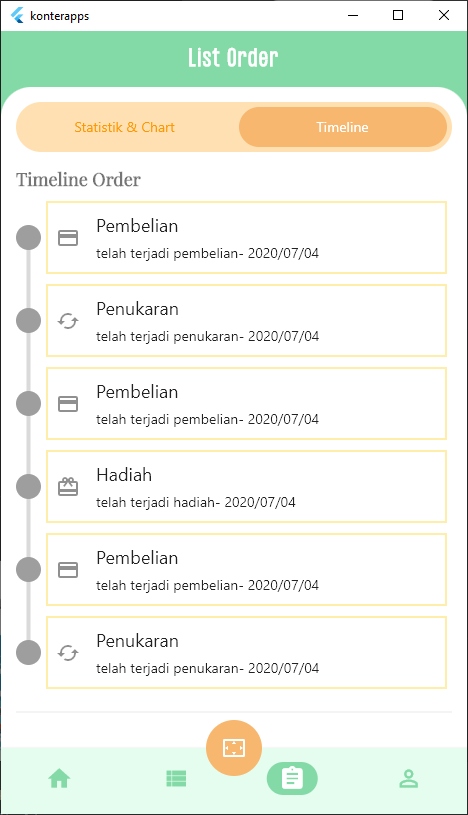 konterapps
List Order
Statistik & Chart
Timeline
Timeline Order
Pembelian
telah terjadi pembelian- 2020/07/04
Penukaran
telah terjadi penukaran- 2020/07/04
Pembelian
telah terjadi pembelian- 2020/07/04
Hadiah
telah terjadi hadiah- 2020/07/04
Pembelian
telah terjadi pembelian- 2020/07/04
Penukaran
telah terjadi penukaran- 2020/07/04